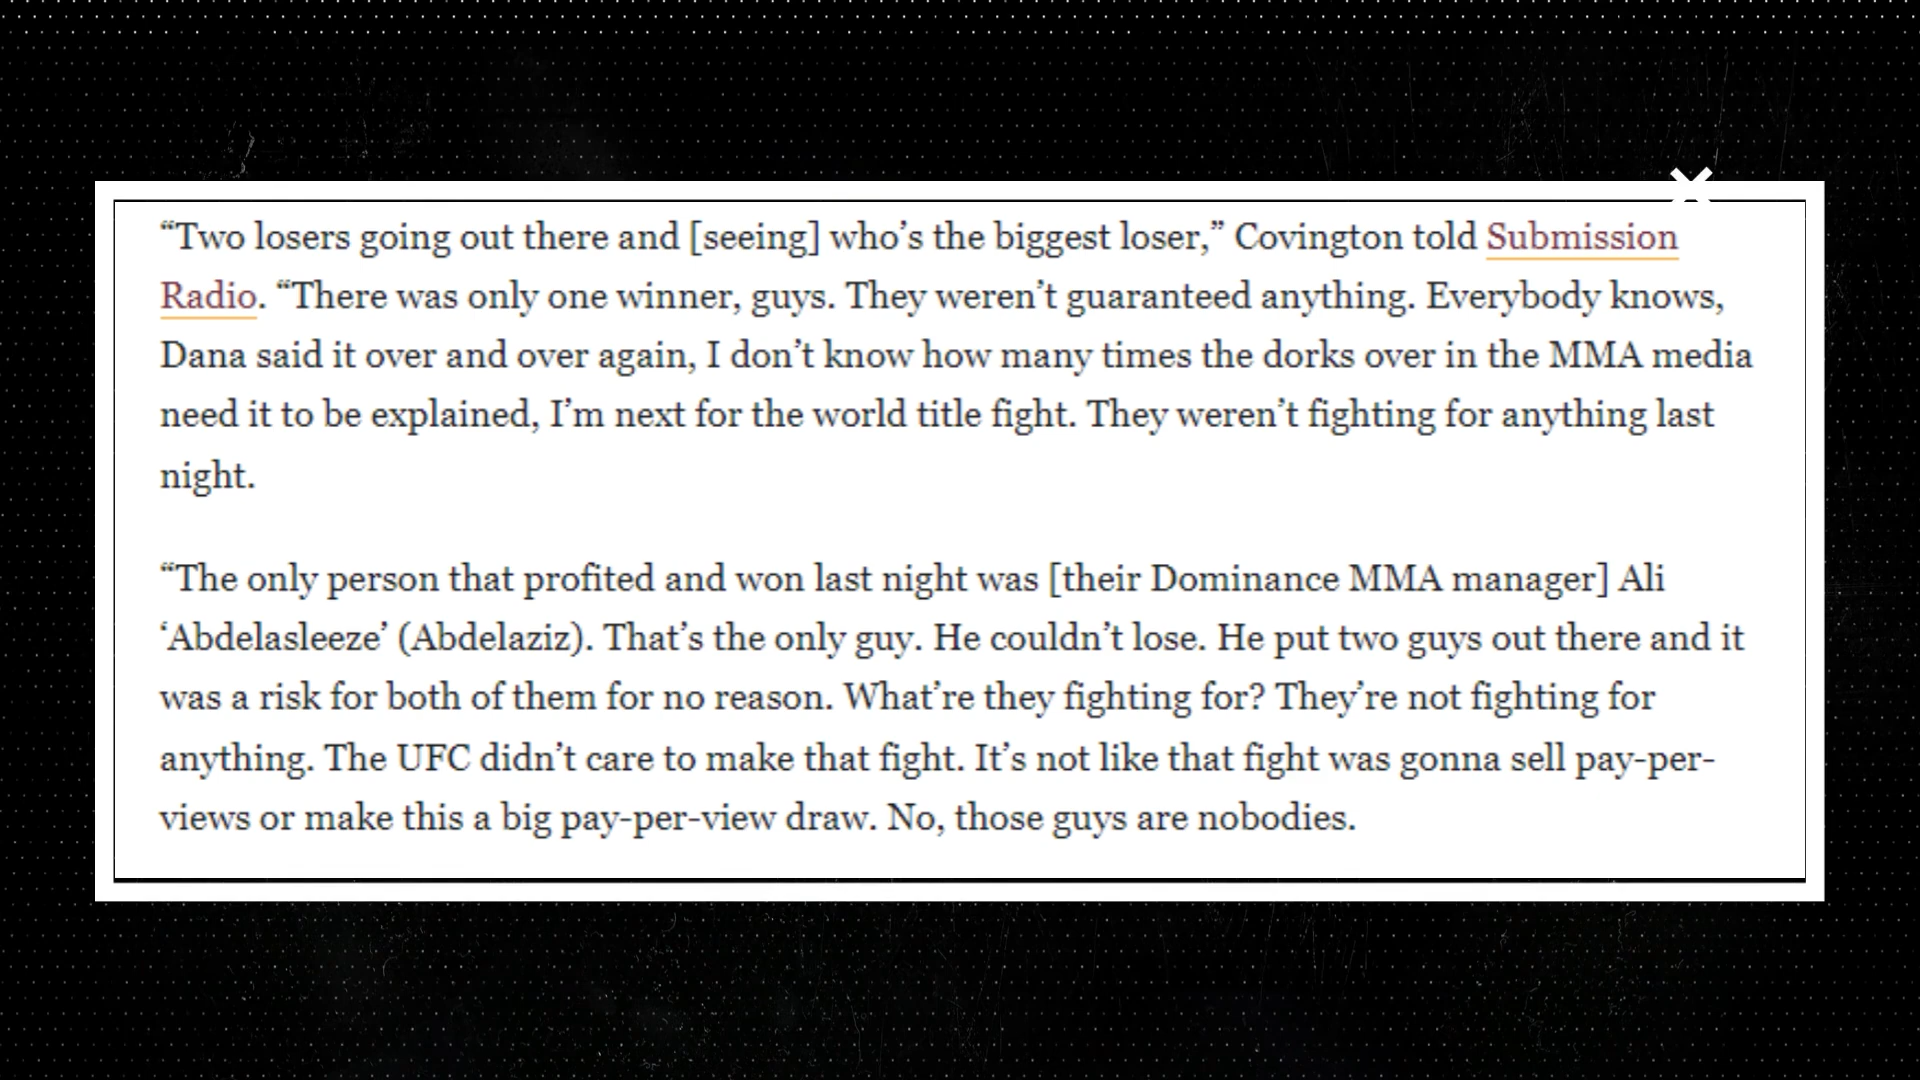 “Two losers going out there and [seeing] who’s the biggest loser,” Covington told Submission
Radio. “There was only one winner, guys. They weren’t guaranteed anything. Everybody knows,
Dana said it over and over again, I don’t know how many times the dorks over in the MMA media
need it to be explained, I’m next for the world title fight. They weren’t fighting for anything last
night.
“The only person that profited and won last night was [their Dominance MMA manager] Ali
‘Abdelasleeze’ (Abdelaziz). That’s the only guy. He couldn’t lose. He put two guys out there and it
was a risk for both of them for no reason. What’re they fighting for? They’re not fighting for
anything. The UFC didn’t care to make that fight. It’s not like that fight was gonna sell pay-per-
views or make this a big pay-per-view draw. No, those guys are nobodies.